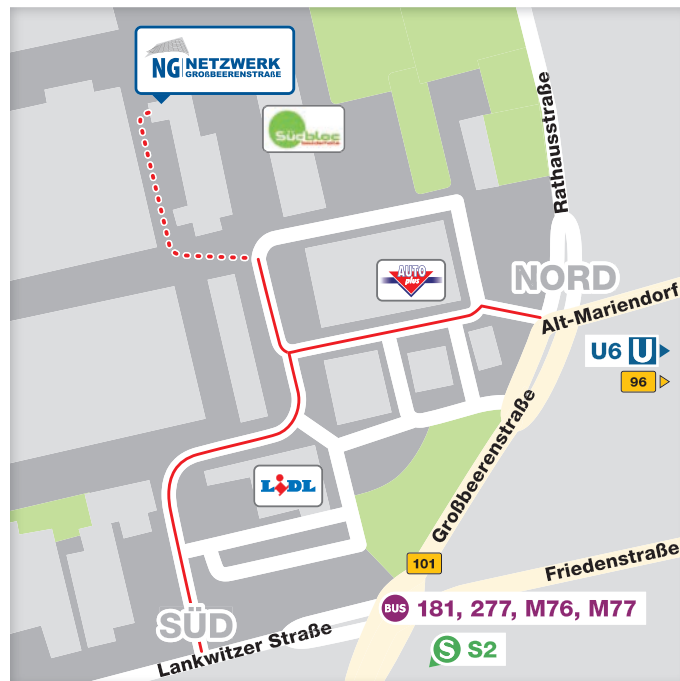 NG NETZWERK
GROßBEERENSTRAßE
Südbloc
Rathausstraße
AUTO
plus
NORD
Alt-Mariendorf
U6 U
96
Großbeerenstraße
LIDL
101
Friedenstraße
BUS 181, 277, M76, M77
SÜD
Lankwitzer Straße
S S2